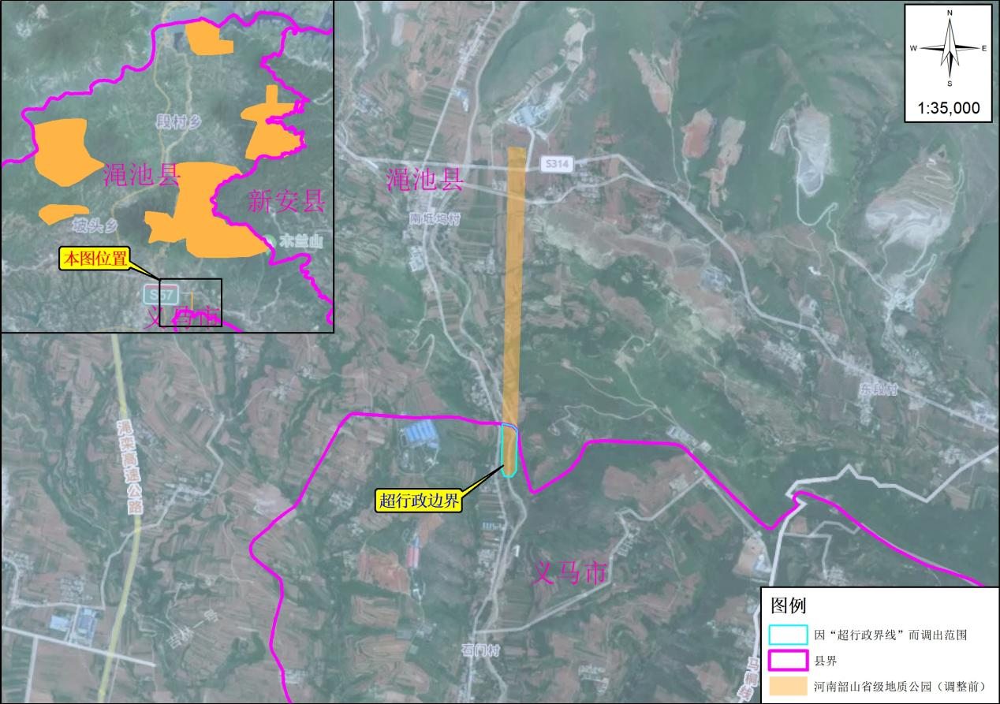 段村乡
渑池县
新安县
坡头乡
木兰山
本图位置
S57
义马市
N
W
E
S
1:35,000
S314
渑池县
南坻坞村
东段村
渑栾高速公路
超行政边界
义马市
吉林一号
石门村
图例
因“超行政界线”而调出范围
县界
河南韶山省级地质公园（调整前）